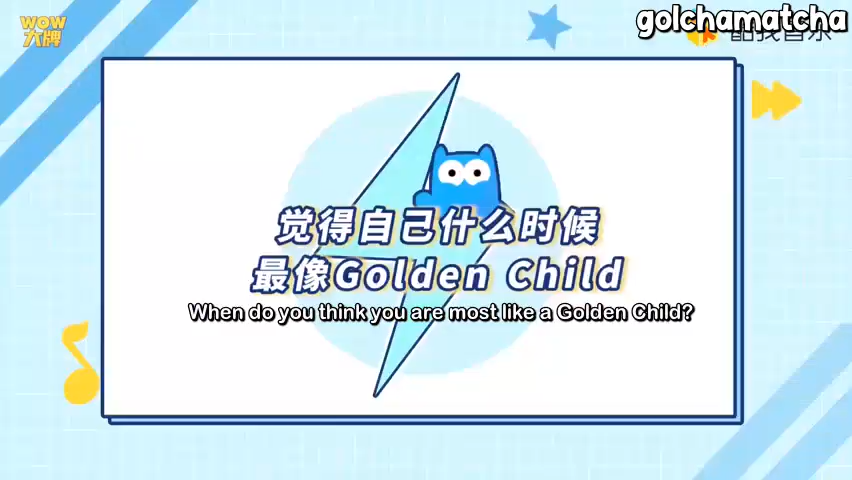 WOW
大牌
golchamatcha
觉得自己什么时候
最像Golden Child
When do you think you are most like a Golden Child?